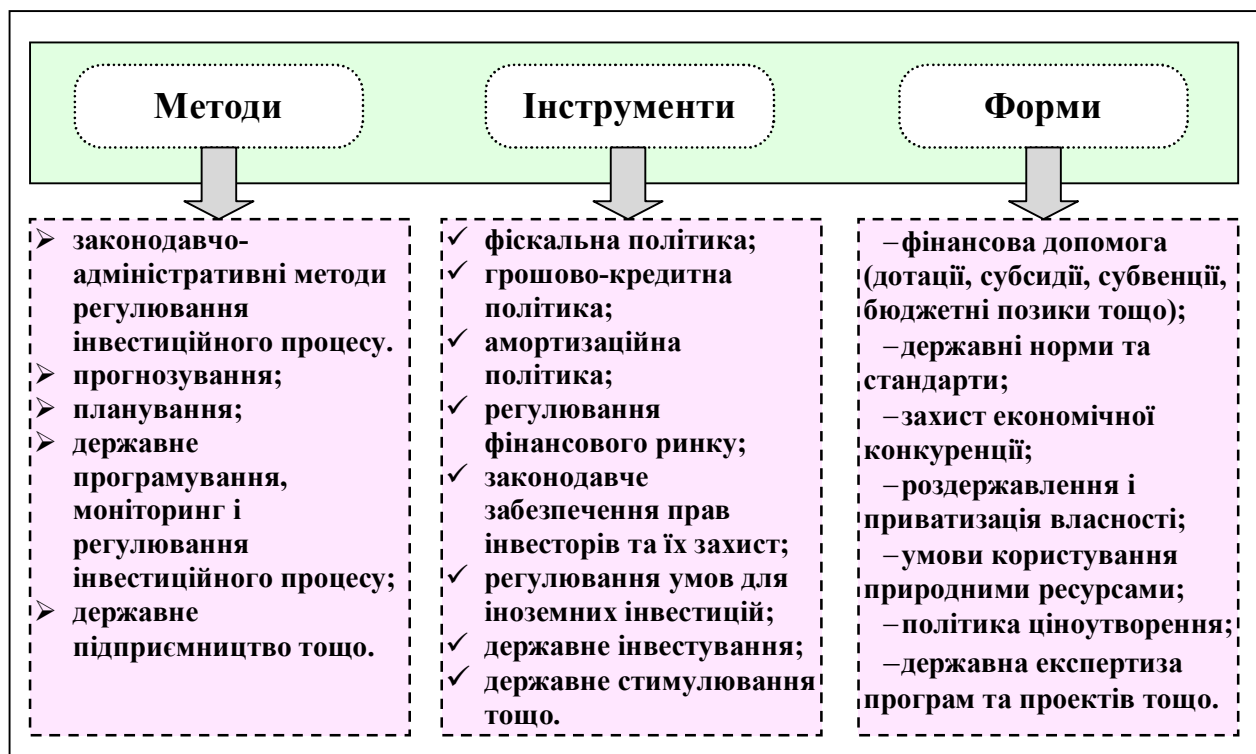 Методи
Інструменти
Форми
➢ законодавчо-
адміністративні методи
регулювання
інвестиційного процесу.
➢ прогнозування;
➢ планування;
➢ державне
програмування,
моніторинг і
регулювання
інвестиційного процесу;
➢ державне
підприємництво тощо.
✓ фіскальна політика;
✓ грошово-кредитна
політика;
✓ амортизаційна
політика;
✓ регулювання
фінансового ринку;
✓ законодавче
забезпечення прав
інвесторів та їх захист;
✓ регулювання умов для
іноземних інвестицій;
✓ державне інвестування;
✓ державне стимулювання
тощо.
–фінансова допомога
(дотації, субсидії, субвенції,
бюджетні позики тощо);
–державні норми та
стандарти;
–захист економічної
конкуренції;
–роздержавлення і
приватизація власності;
–умови користування
природними ресурсами;
–політика ціноутворення;
–державна експертиза
програм та проектів тощо.